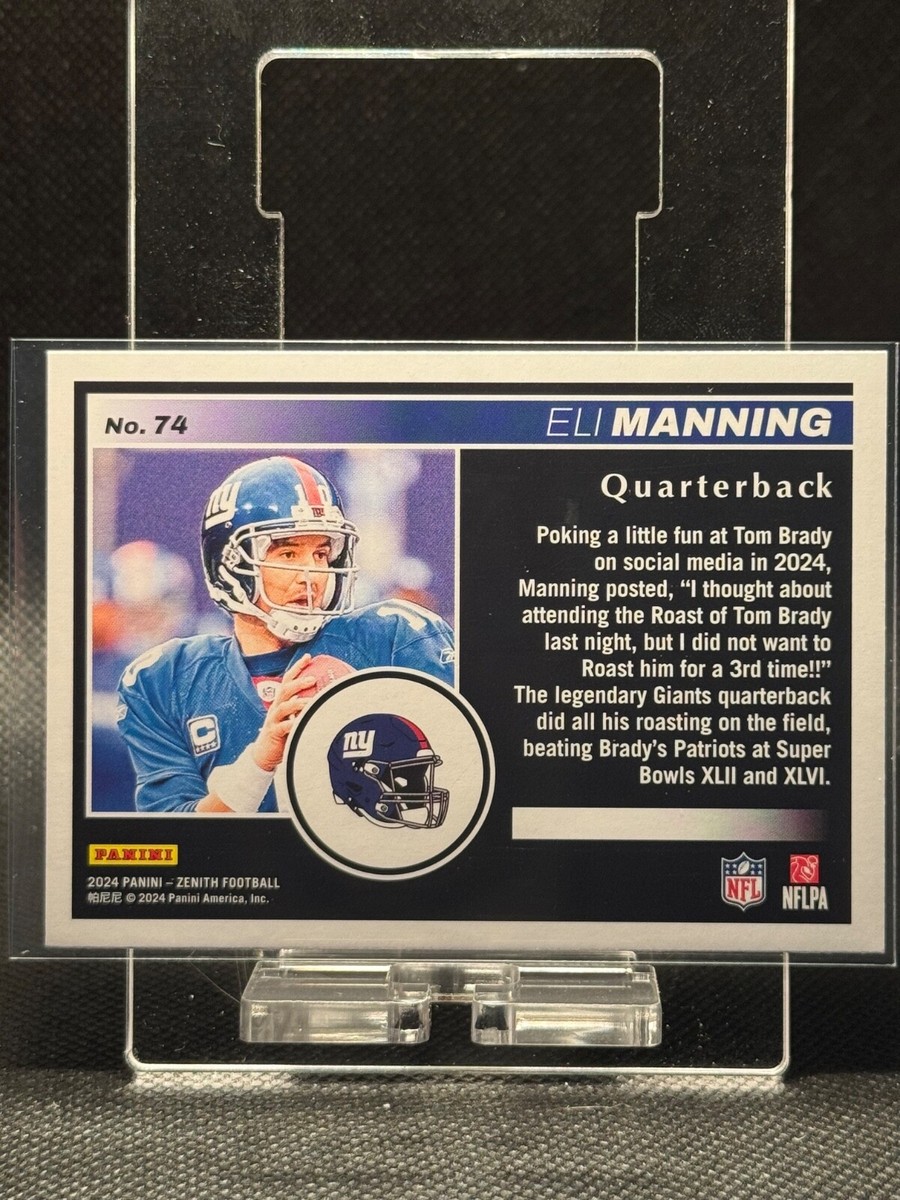 No. 74
ELI MANNING
Quarterback
Poking a little fun at Tom Brady
on social media in 2024,
Manning posted, “I thought about
attending the Roast of Tom Brady
last night, but I did not want to
Roast him for a 3rd time!!”
The legendary Giants quarterback
did all his roasting on the field,
beating Brady’s Patriots at Super
Bowls XLII and XLVI.
ny
C
ny
PANINI
2024 PANINI – ZENITH FOOTBALL
帕尼尼 © 2024 Panini America, Inc.
NFL
NFLPA